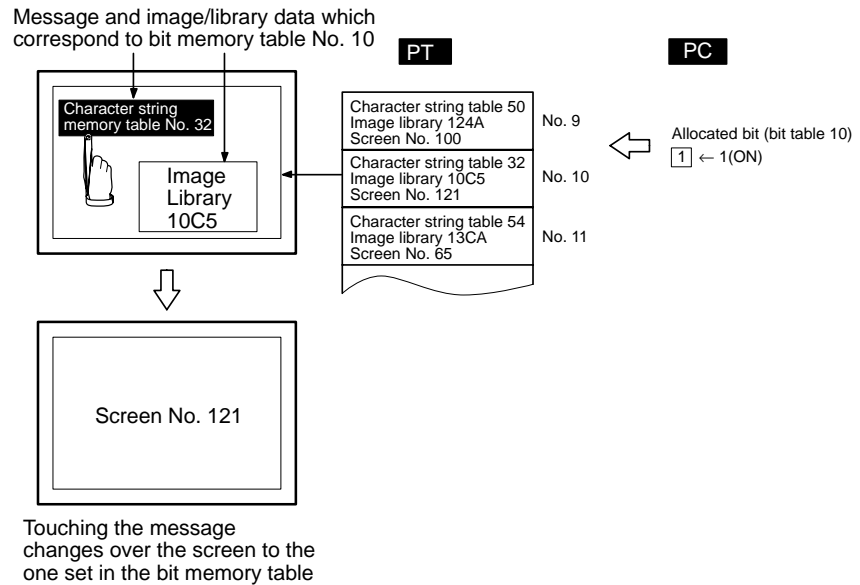 Message and image/library data which
correspond to bit memory table No. 10
PT
PC
Character string
memory table No. 32
Image
Library
10C5
Character string table 50
Image library 124A
Screen No. 100
No. 9
Character string table 32
Image library 10C5
Screen No. 121
No. 10
Character string table 54
Image library 13CA
Screen No. 65
No. 11
Allocated bit (bit table 10)
1 ← 1(ON)
Screen No. 121
Touching the message
changes over the screen to the
one set in the bit memory table